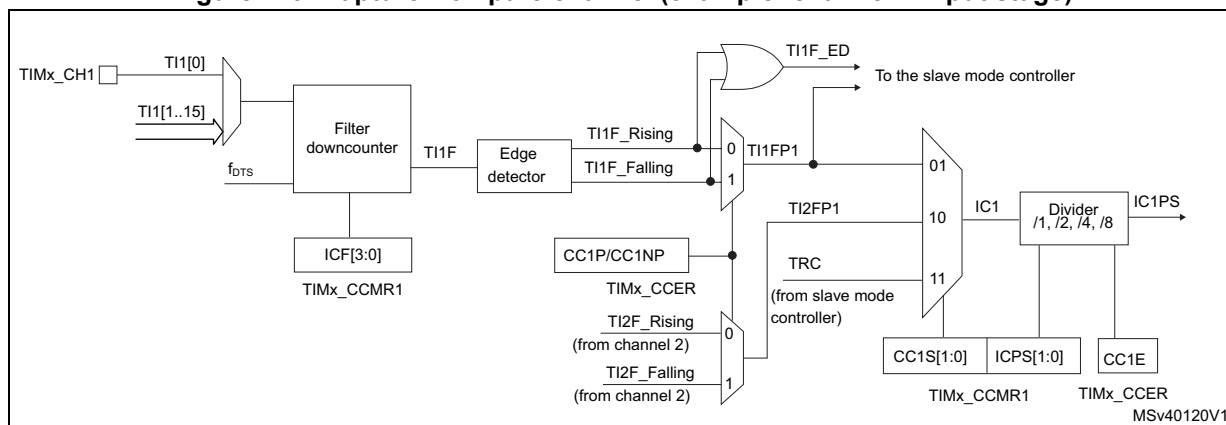 TI1F_ED
To the slave mode controller
TIMx_CH1
TI1[0]
TI1[1..15]
fDTS
Filter
downcounter
ICF[3:0]
TIMx_CCMR1
TI1F
Edge
detector
TI1F_Rising
TI1F_Falling
0
1
TI1FP1
TI2FP1
CC1P/CC1NP
TIMx_CCER
TI2F_Rising
(from channel 2)
TI2F_Falling
(from channel 2)
0
1
TRC
(from slave mode
controller)
01
10
11
IC1
Divider
/1, /2, /4, /8
IC1PS
CC1S[1:0]
ICPS[1:0]
CC1E
TIMx_CCMR1
TIMx_CCER
MSv40120V1